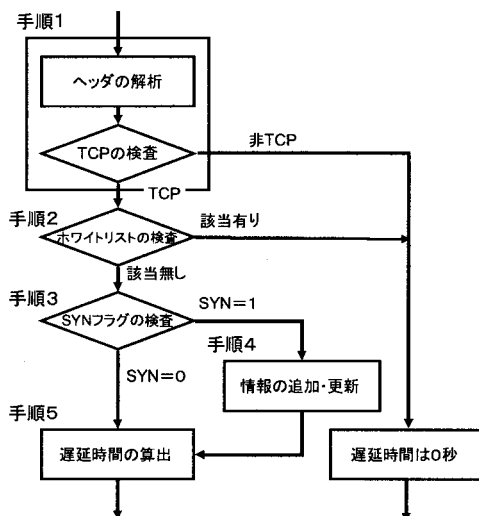 手順1
ヘッダの解析
TCPの検査
非TCP
TCP
手順2
ホワイトリストの検査
該当有り
該当無し
手順3
SYNフラグの検査
SYN=1
手順4
SYN=0
情報の追加・更新
手順5
遅延時間の算出
遅延時間は0秒